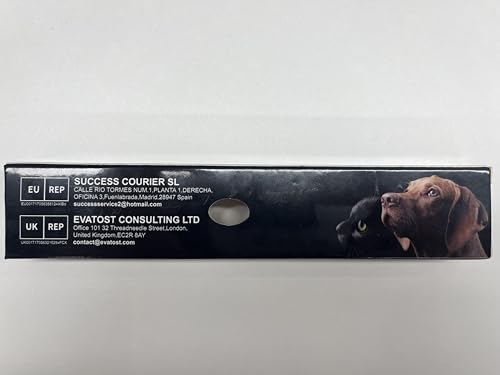 EU REP
SUCCESS COURIER SL
CALLE RIO TORMES NUM.1,PLANTA 1,DERECHA,
OFICINA 3,Fuenlabrada,Madrid,28947 Spain
successservice2@hotmail.com
UK REP
EVATOST CONSULTING LTD
Office 101 32 Threadneedle Street,London,
United Kingdom,EC2R 8AY
contact@evatost.com